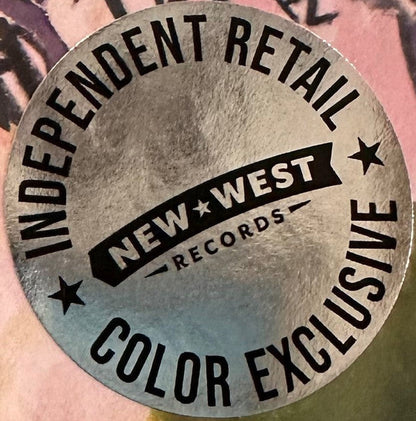 INDEPENDENT RETAIL
NEW★WEST
RECORDS
COLOR EXCLUSIVE